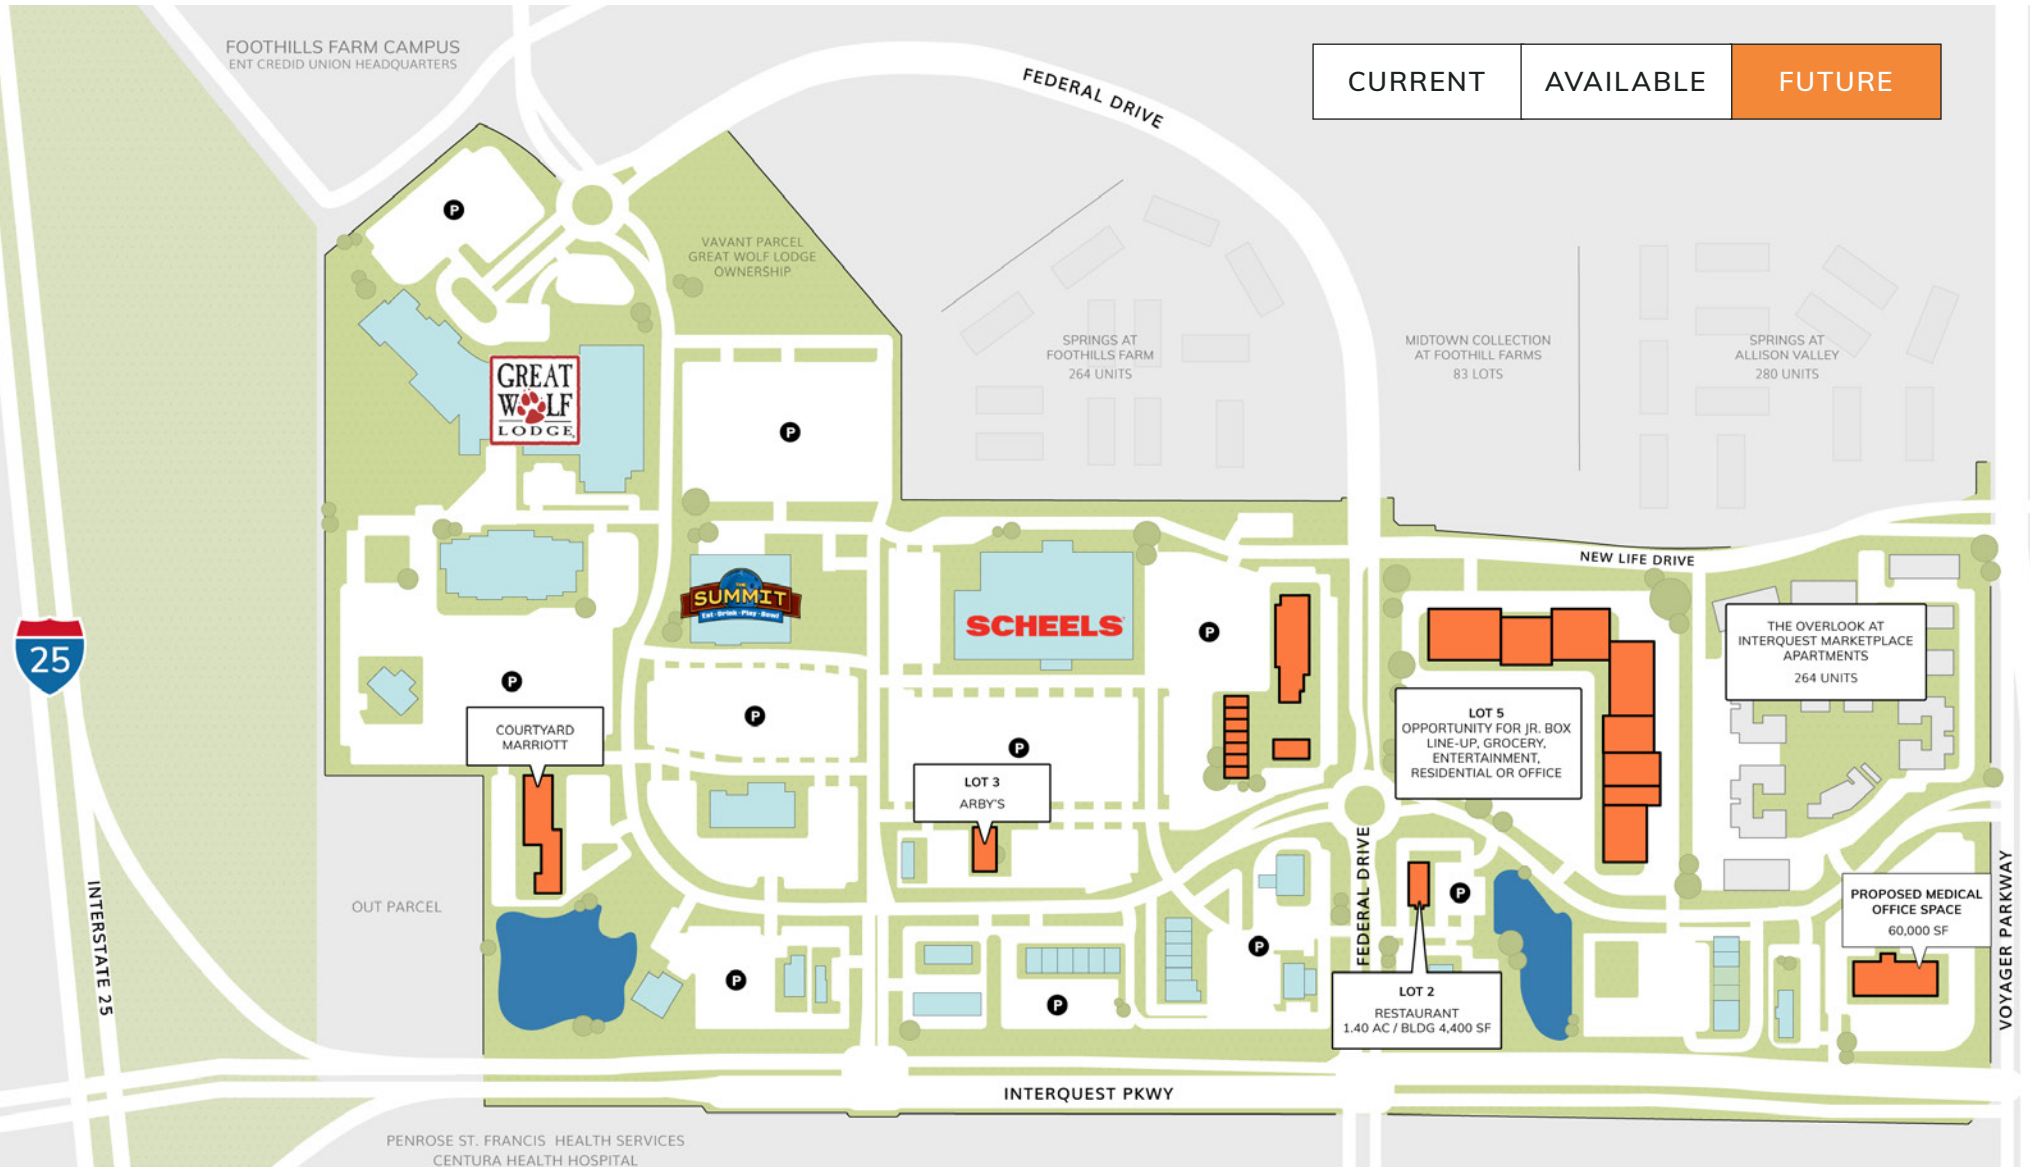 FOOTHILLS FARM CAMPUS
ENT CREDID UNION HEADQUARTERS
FEDERAL DRIVE
CURRENT
AVAILABLE
FUTURE
P
VAVANT PARCEL
GREAT WOLF LODGE
OWNERSHIP
SPRINGS AT
FOOTHILLS FARM
264 UNITS
MIDTOWN COLLECTION
AT FOOTHILL FARMS
83 LOTS
SPRINGS AT
ALLISON VALLEY
280 UNITS
GREAT
WOLF
LODGE
P
NEW LIFE DRIVE
THE
SUMMIT
Eat · Drink · Play · Bowl
SCHEELS
P
THE OVERLOOK AT
INTERQUEST MARKETPLACE
APARTMENTS
264 UNITS
25
P
P
P
COURTYARD
MARRIOTT
LOT 5
OPPORTUNITY FOR JR. BOX
LINE-UP, GROCERY,
ENTERTAINMENT,
RESIDENTIAL OR OFFICE
LOT 3
ARBY'S
FEDERAL DRIVE
P
INTERSTATE 25
OUT PARCEL
PROPOSED MEDICAL
OFFICE SPACE
60,000 SF
VOYAGER PARKWAY
P
P
P
LOT 2
RESTAURANT
1.40 AC / BLDG 4,400 SF
INTERQUEST PKWY
PENROSE ST. FRANCIS HEALTH SERVICES
CENTURA HEALTH HOSPITAL